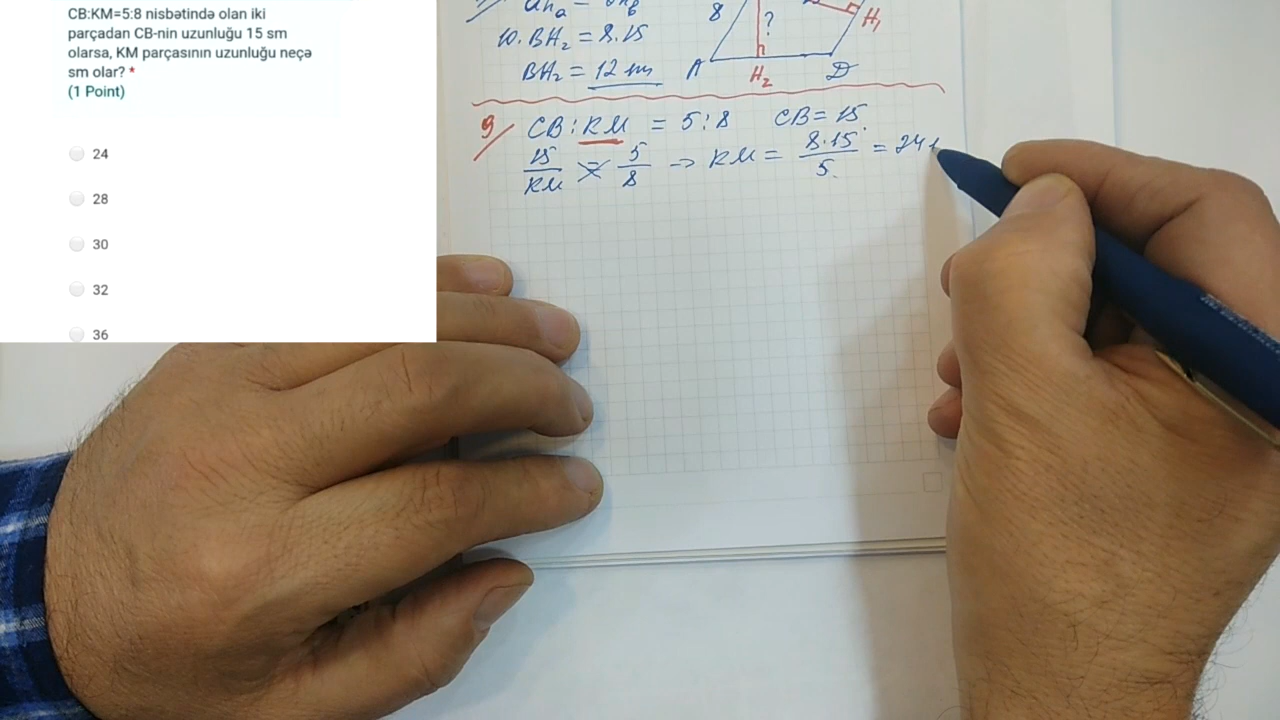 CB:KM=5:8 nisbətində olan iki
parçadan CB-nin uzunluğu 15 sm
olarsa, KM parçasının uzunluğu neçə
sm olar? *
(1 Point)
24
28
30
32
36
8
?
H₁
10. BH₂ = 8.15
BH₂ = 12 sm
A
H₂
D
9/ CB : KM = 5 : 8 CB = 15
15/KM = 5/8 → KM = 8.15/5 = 24